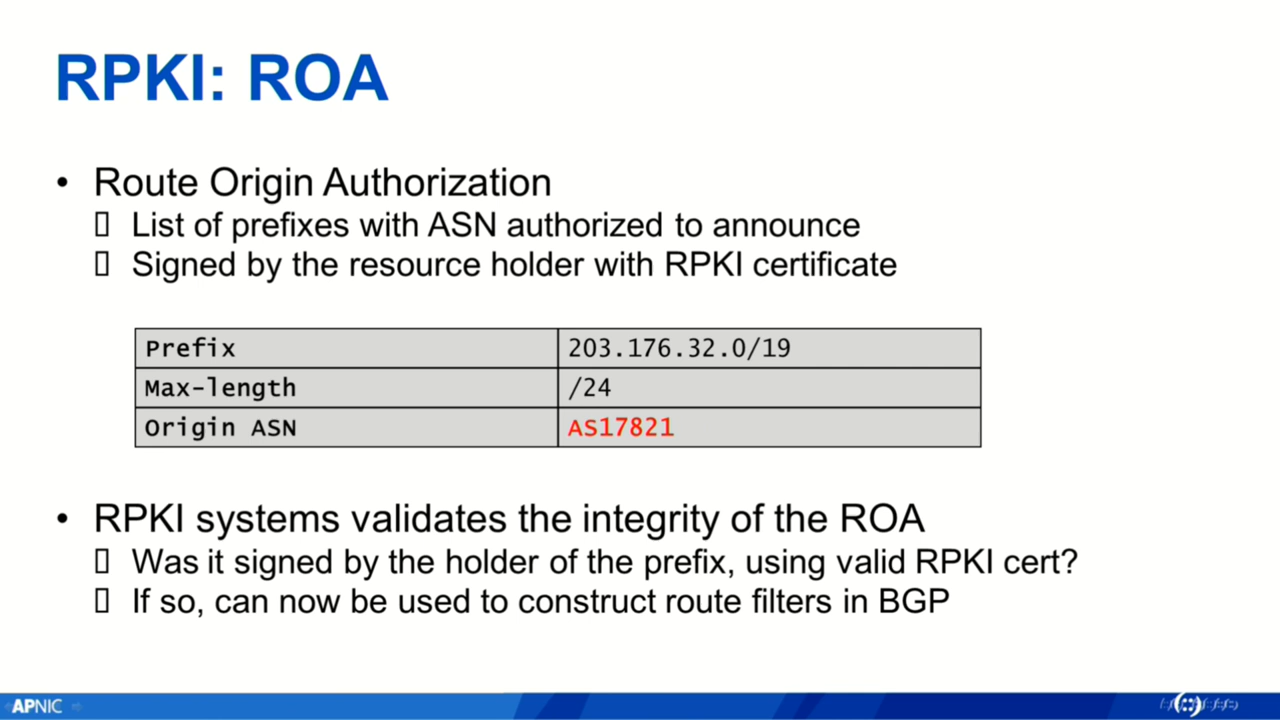 RPKI: ROA
• Route Origin Authorization
▯ List of prefixes with ASN authorized to announce
▯ Signed by the resource holder with RPKI certificate
Prefix 203.176.32.0/19
Max-length /24
Origin ASN AS17821
• RPKI systems validates the integrity of the ROA
▯ Was it signed by the holder of the prefix, using valid RPKI cert?
▯ If so, can now be used to construct route filters in BGP
APNIC